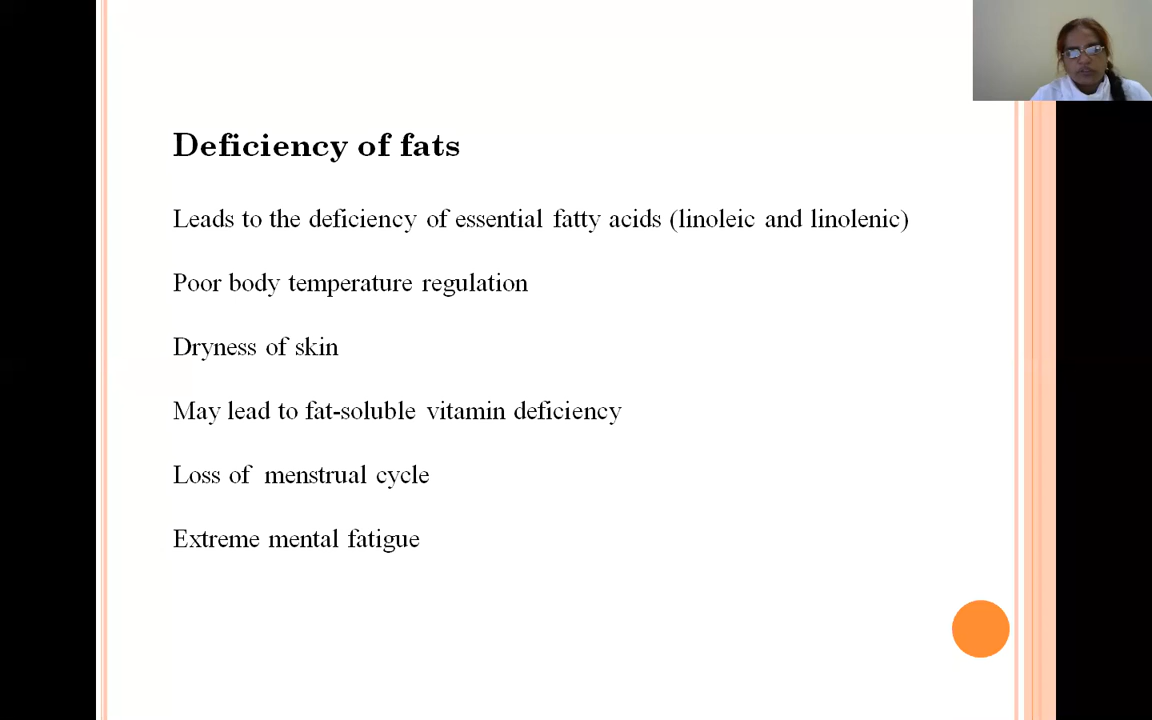 Deficiency of fats
Leads to the deficiency of essential fatty acids (linoleic and linolenic)
Poor body temperature regulation
Dryness of skin
May lead to fat-soluble vitamin deficiency
Loss of menstrual cycle
Extreme mental fatigue